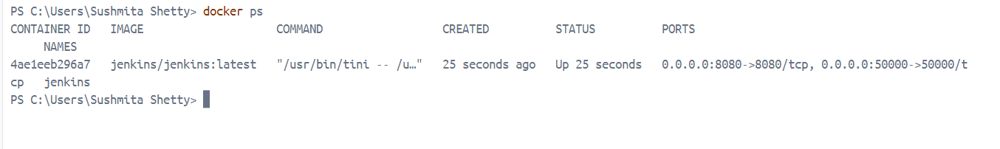 PS C:\Users\Sushmita Shetty> docker ps
CONTAINER ID   IMAGE                    COMMAND                  CREATED          STATUS          PORTS
     NAMES
4ae1eeb296a7   jenkins/jenkins:latest   "/usr/bin/tini -- /u…"   25 seconds ago   Up 25 seconds   0.0.0.0:8080->8080/tcp, 0.0.0.0:50000->50000/t
cp   jenkins
PS C:\Users\Sushmita Shetty>